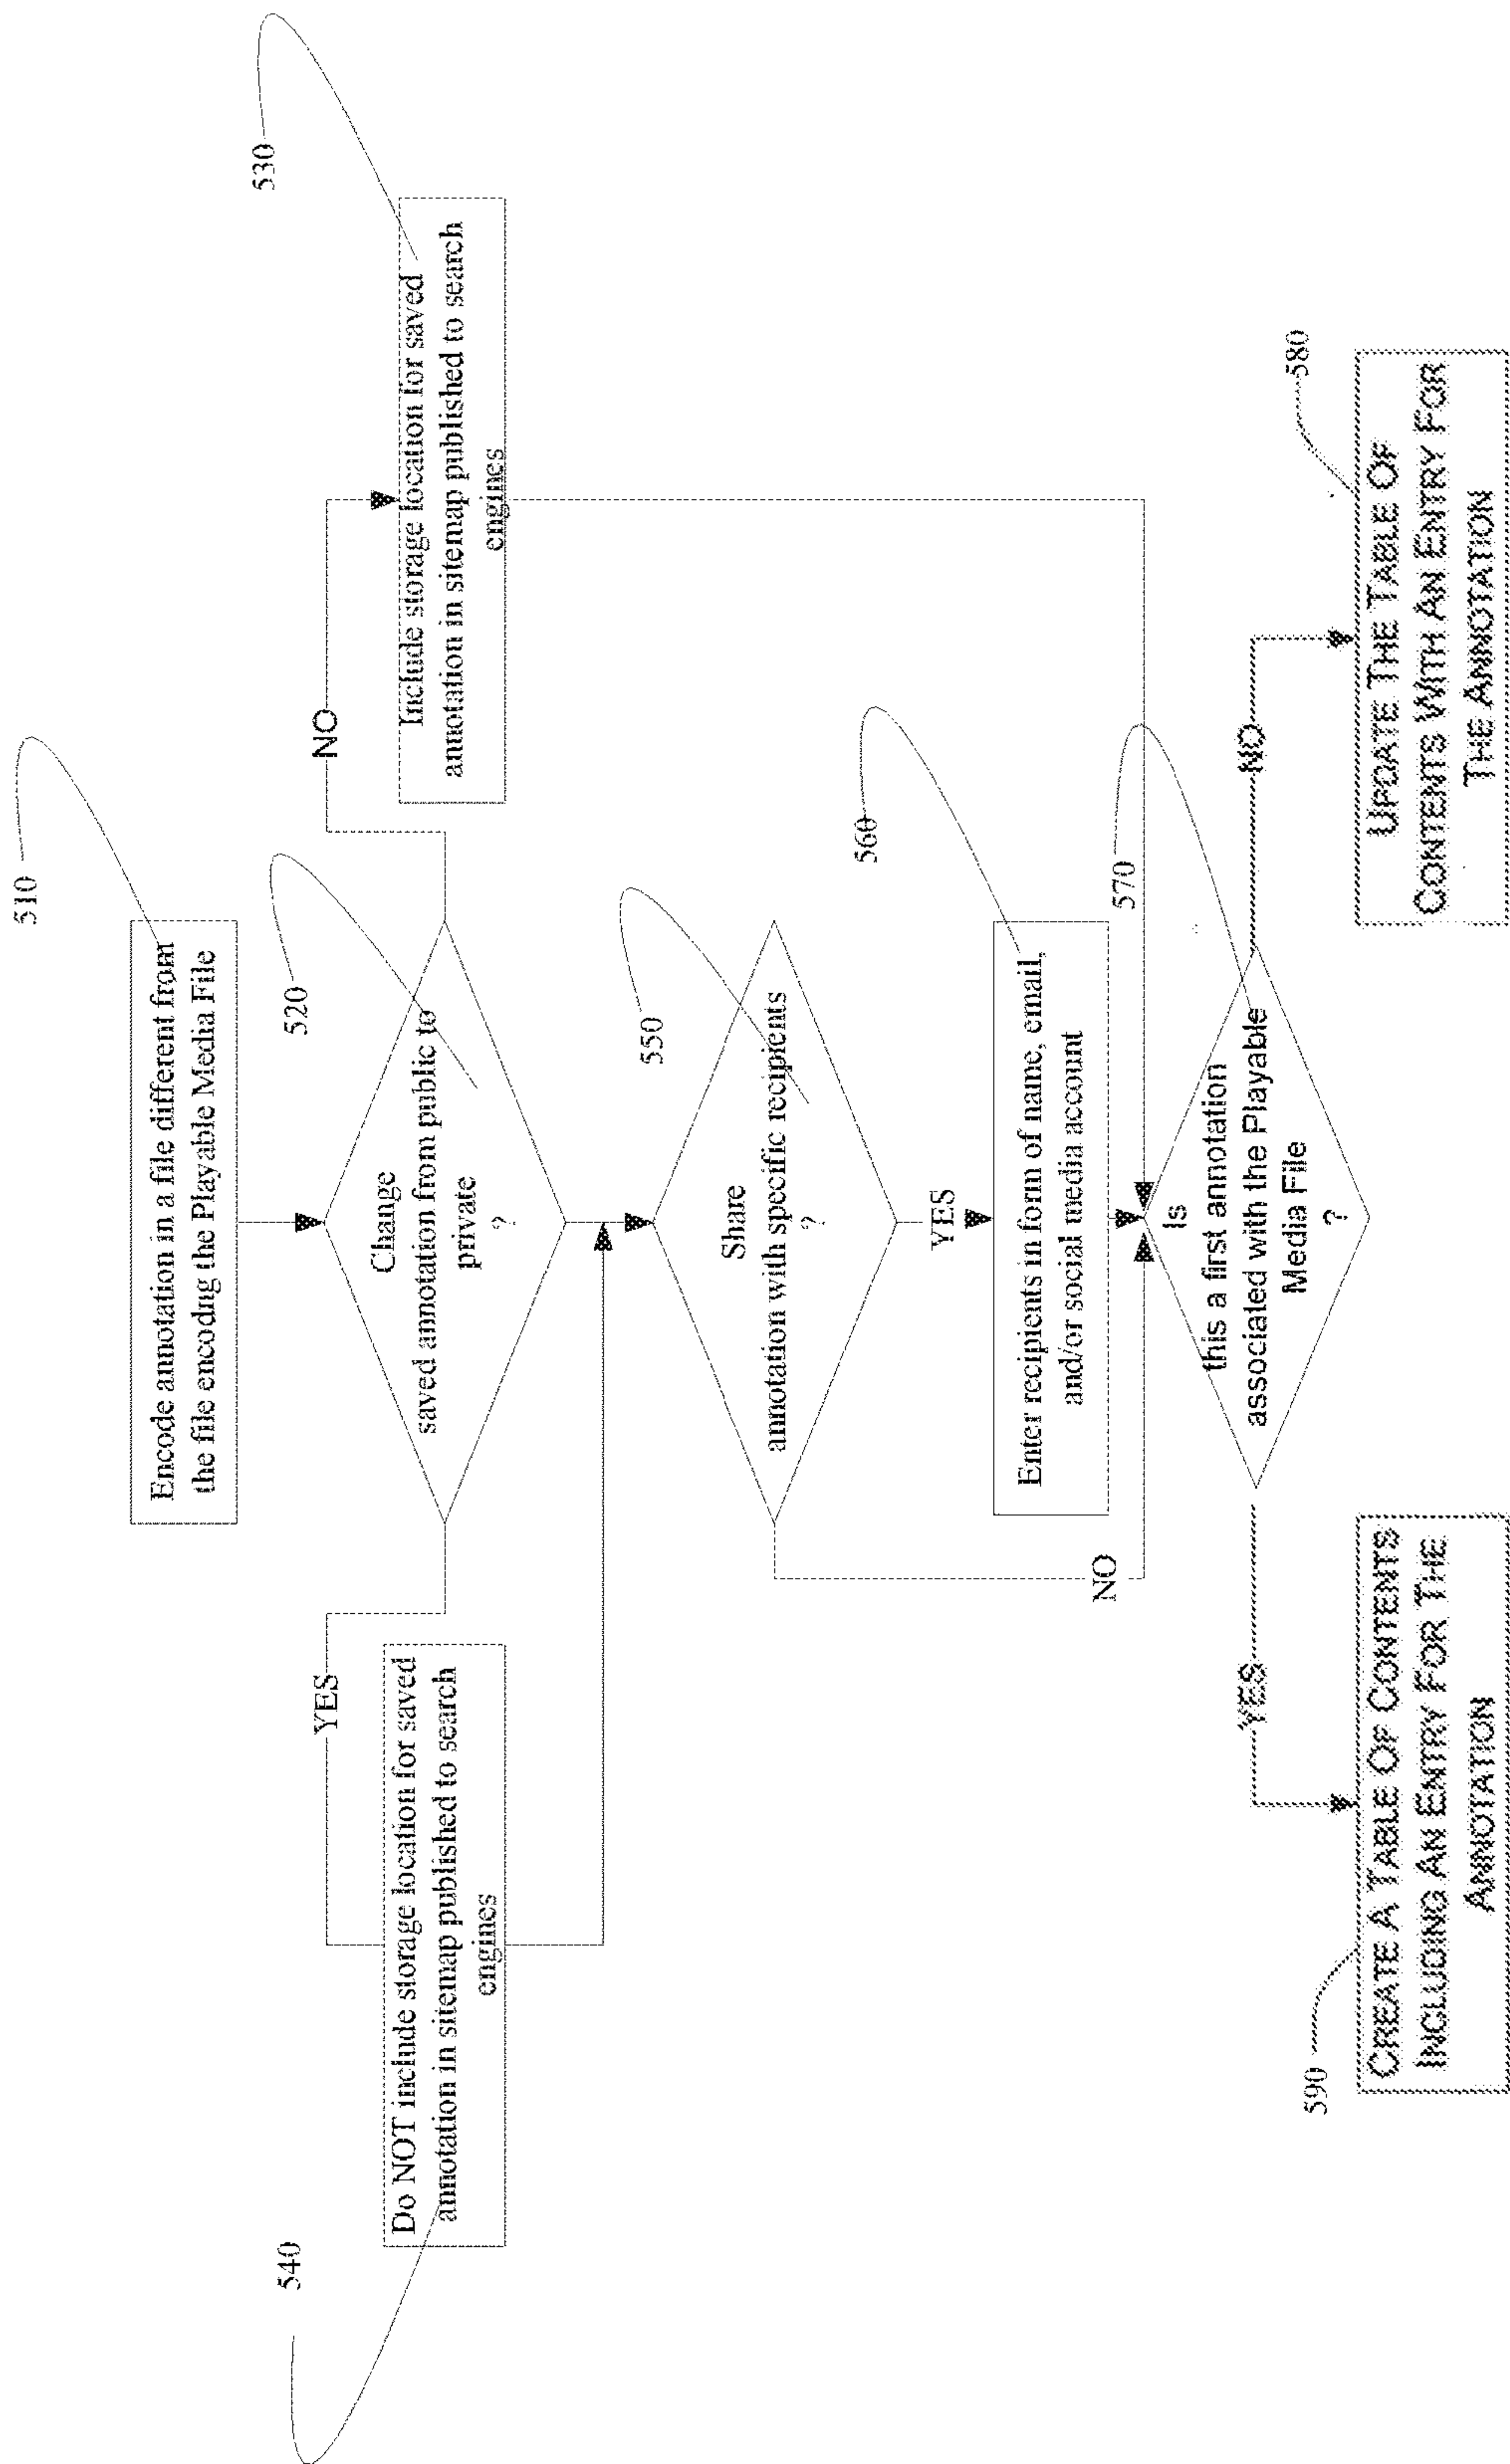 510
Encode annotation in a file different from
the file encoding the Playable Media File
520
Change
saved annotation from public to
private
?
NO
530
Include storage location for saved
annotation in sitemap published to search
engines
YES
540
Do NOT include storage location for saved
annotation in sitemap published to search
engines
550
Share
annotation with specific recipients
?
YES
NO
560
Enter recipients in form of name, email,
and/or social media account
570
Is
this a first annotation
associated with the Playable
Media File
?
YES
NO
590
CREATE A TABLE OF CONTENTS
INCLUDING AN ENTRY FOR THE
ANNOTATION
580
UPDATE THE TABLE OF
CONTENTS WITH AN ENTRY FOR
THE ANNOTATION